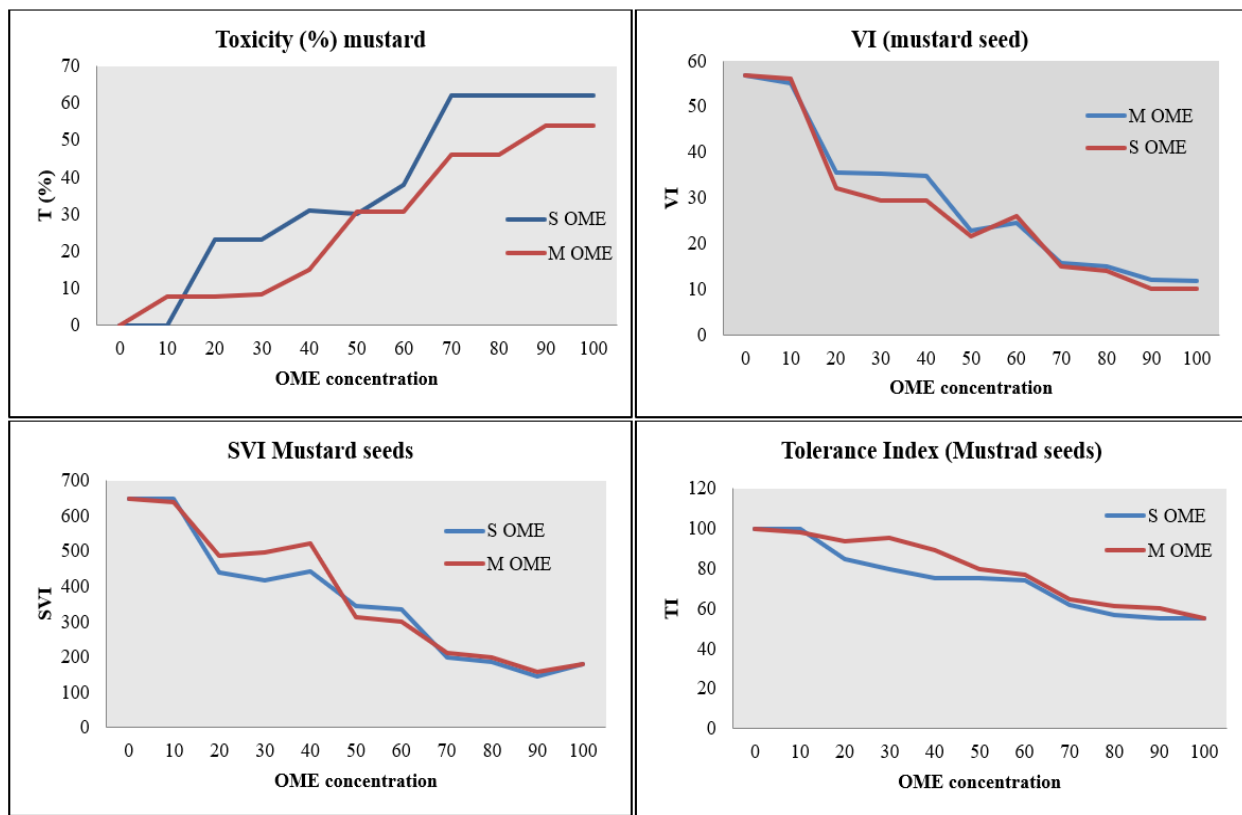 Toxicity (%) mustard
70
60
50
40
30
20
10
0
T (%)
S OME
M OME
0 10 20 30 40 50 60 70 80 90 100
OME concentration
VI (mustard seed)
60
50
40
30
20
10
0
VI
M OME
S OME
0 10 20 30 40 50 60 70 80 90 100
OME concentration
SVI Mustard seeds
700
600
500
400
300
200
100
0
SVI
S OME
M OME
0 10 20 30 40 50 60 70 80 90 100
OME concentration
Tolerance Index (Mustrad seeds)
120
100
80
60
40
20
0
TI
S OME
M OME
0 10 20 30 40 50 60 70 80 90 100
OME concentration